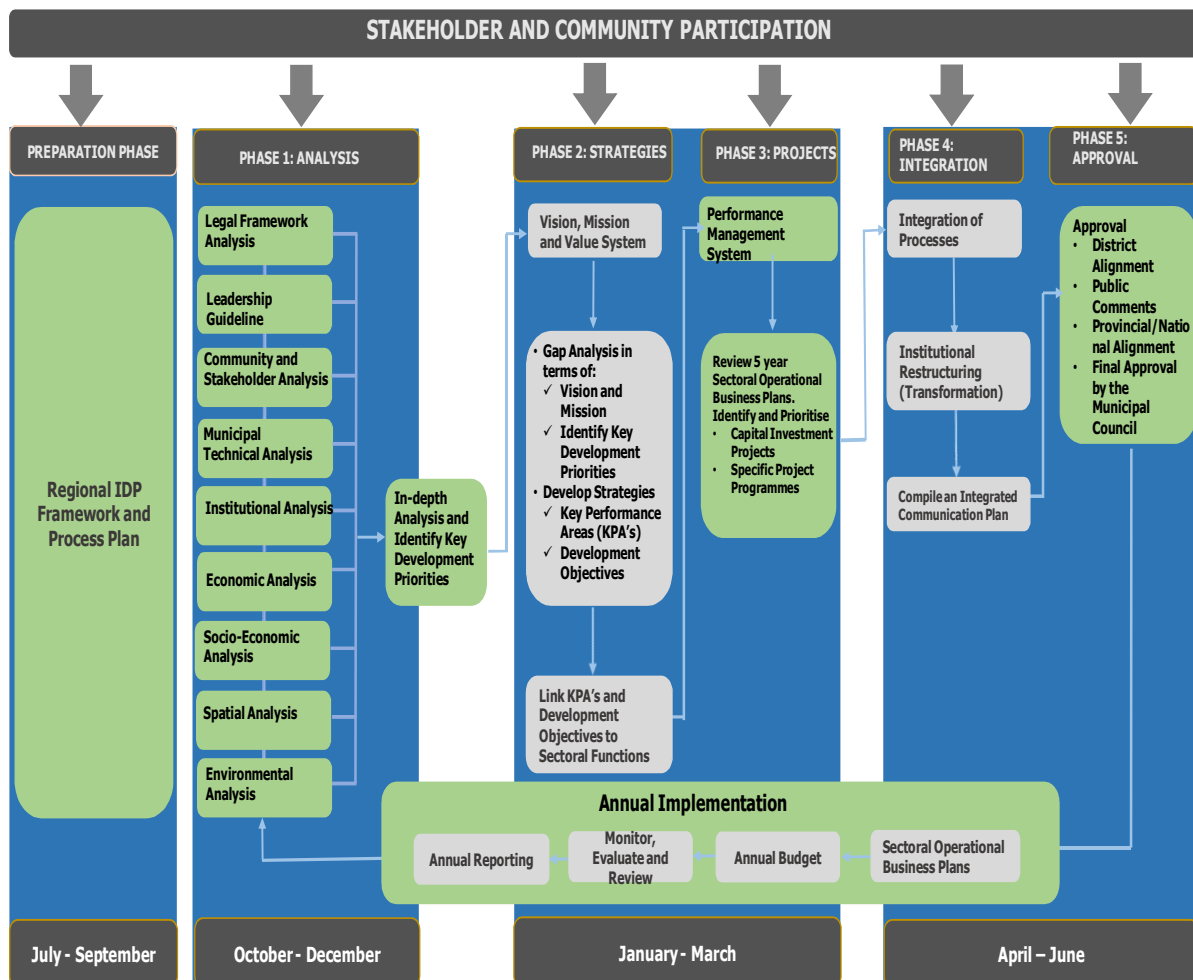 STAKEHOLDER AND COMMUNITY PARTICIPATION
PREPARATION PHASE
Regional IDP
Framework and
Process Plan
July - September
PHASE 1: ANALYSIS
Legal Framework
Analysis
Leadership
Guideline
Community and
Stakeholder Analysis
Municipal
Technical Analysis
Institutional Analysis
Economic Analysis
Socio-Economic
Analysis
Spatial Analysis
Environmental
Analysis
In-depth
Analysis and
Identify Key
Development
Priorities
October - December
PHASE 2: STRATEGIES
Vision, Mission
and Value System
• Gap Analysis in
terms of:
✓ Vision and
Mission
✓ Identify Key
Development
Priorities
• Develop Strategies
✓ Key Performance
Areas (KPA's)
✓ Development
Objectives
Link KPA's and
Development
Objectives to
Sectoral Functions
PHASE 3: PROJECTS
Performance
Management
System
Review 5 year
Sectoral Operational
Business Plans.
Identify and Prioritise
• Capital Investment
Projects
• Specific Project
Programmes
January - March
PHASE 4:
INTEGRATION
Integration of
Processes
Institutional
Restructuring
(Transformation)
Compile an Integrated
Communication Plan
PHASE 5:
APPROVAL
Approval
• District
Alignment
• Public
Comments
• Provincial/Natio
nal Alignment
• Final Approval
by the
Municipal
Council
April – June
Annual Implementation
Annual Reporting
Monitor,
Evaluate and
Review
Annual Budget
Sectoral Operational
Business Plans